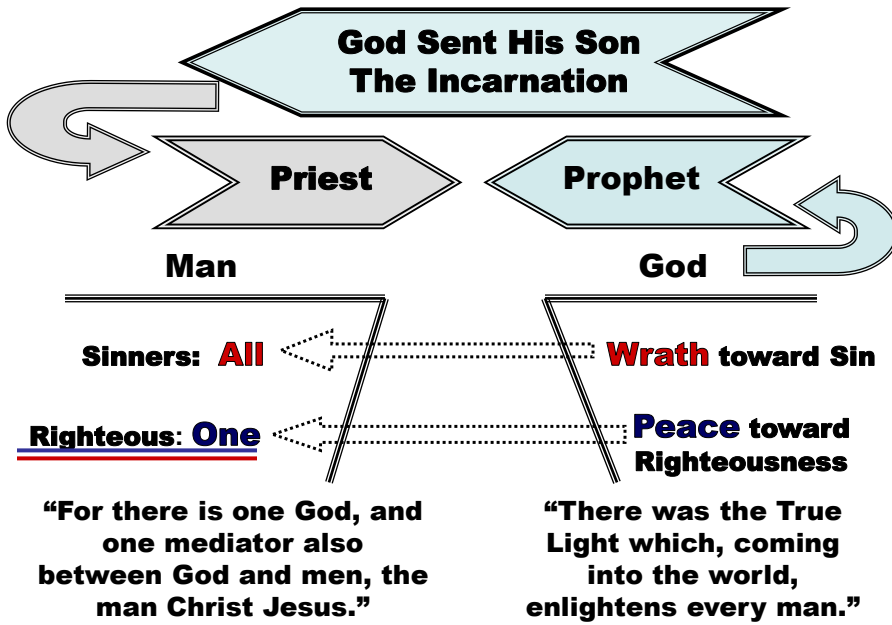 God Sent His Son
The Incarnation
Priest
Prophet
Man
God
Sinners: All
Wrath toward Sin
Righteous: One
Peace toward
Righteousness
“For there is one God, and
one mediator also
between God and men, the
man Christ Jesus.”
“There was the True
Light which, coming
into the world,
enlightens every man.”